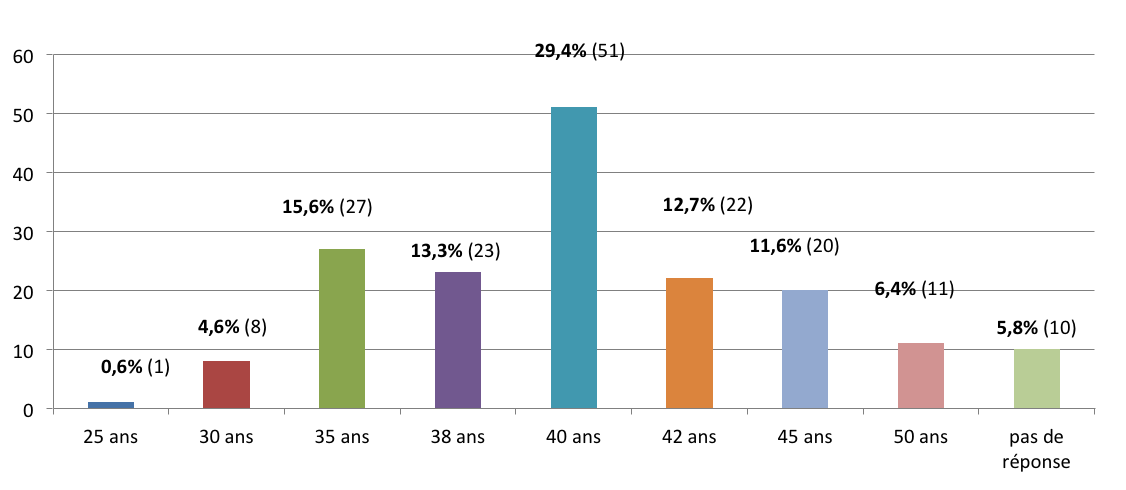 60
50
40
30
20
10
0
0,6% (1)
4,6% (8)
15,6% (27)
13,3% (23)
29,4% (51)
12,7% (22)
11,6% (20)
6,4% (11)
5,8% (10)
25 ans
30 ans
35 ans
38 ans
40 ans
42 ans
45 ans
50 ans
pas de
réponse